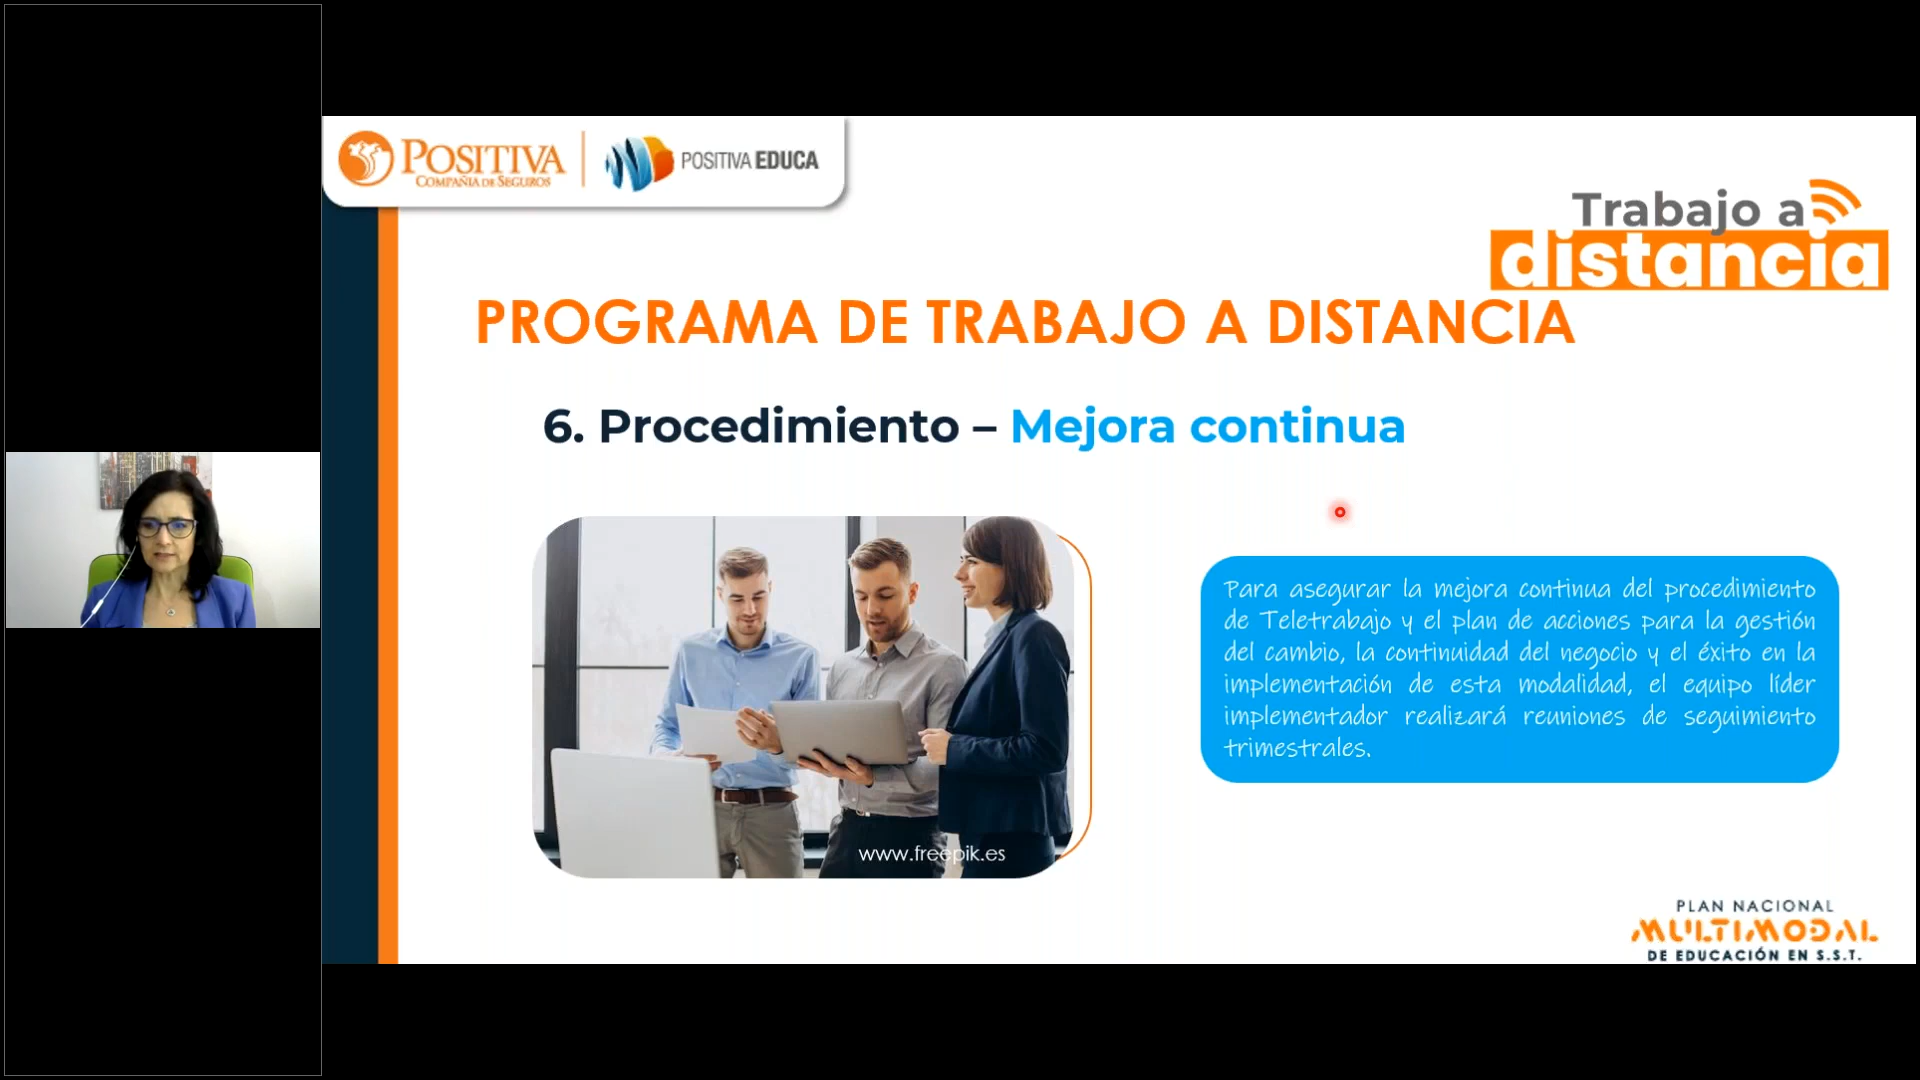 POSITIVA
COMPAÑÍA DE SEGUROS
POSITIVA EDUCA
Trabajo a
distancia
PROGRAMA DE TRABAJO A DISTANCIA
6. Procedimiento – Mejora continua
Para asegurar la mejora continua del procedimiento
de Teletrabajo y el plan de acciones para la gestión
del cambio, la continuidad del negocio y el éxito en la
implementación de esta modalidad, el equipo líder
implementador realizará reuniones de seguimiento
trimestrales.
www.freepik.es
PLAN NACIONAL
MULTIMODAL
DE EDUCACIÓN EN S.S.T.